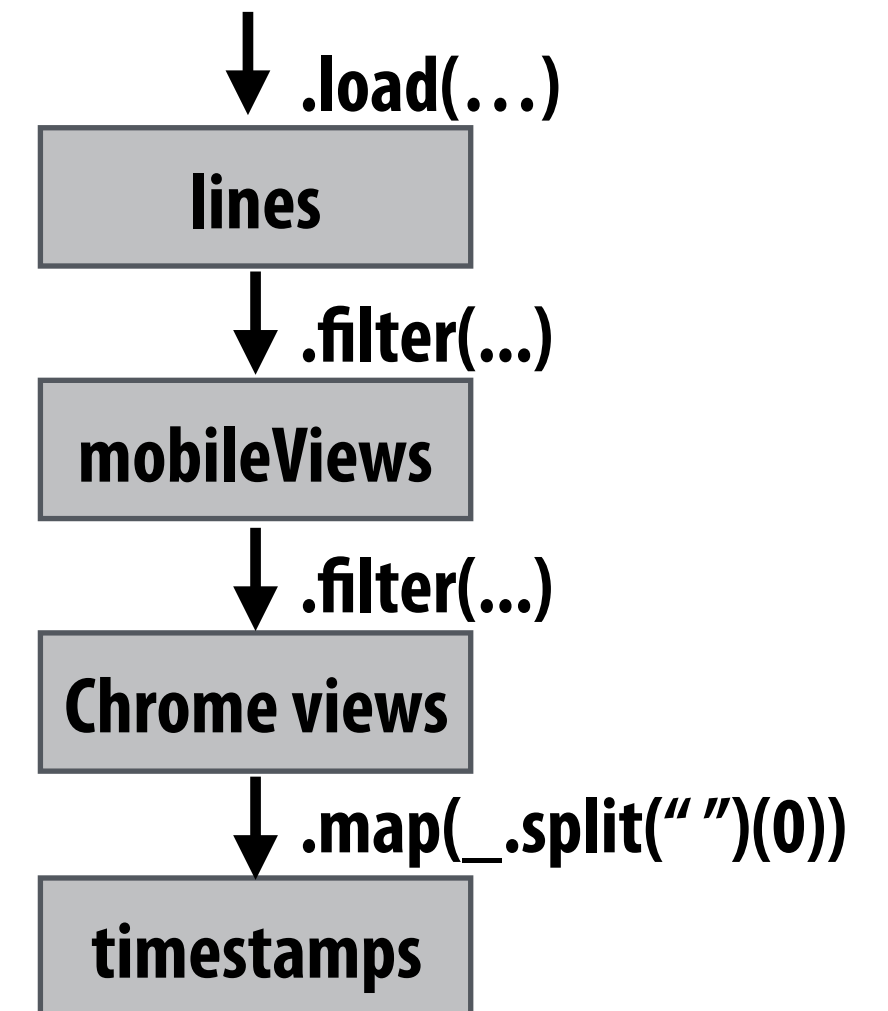 .load(...)
lines
.filter(...)
mobileViews
.filter(...)
Chrome views
.map(_.split(“ ”)(0))
timestamps